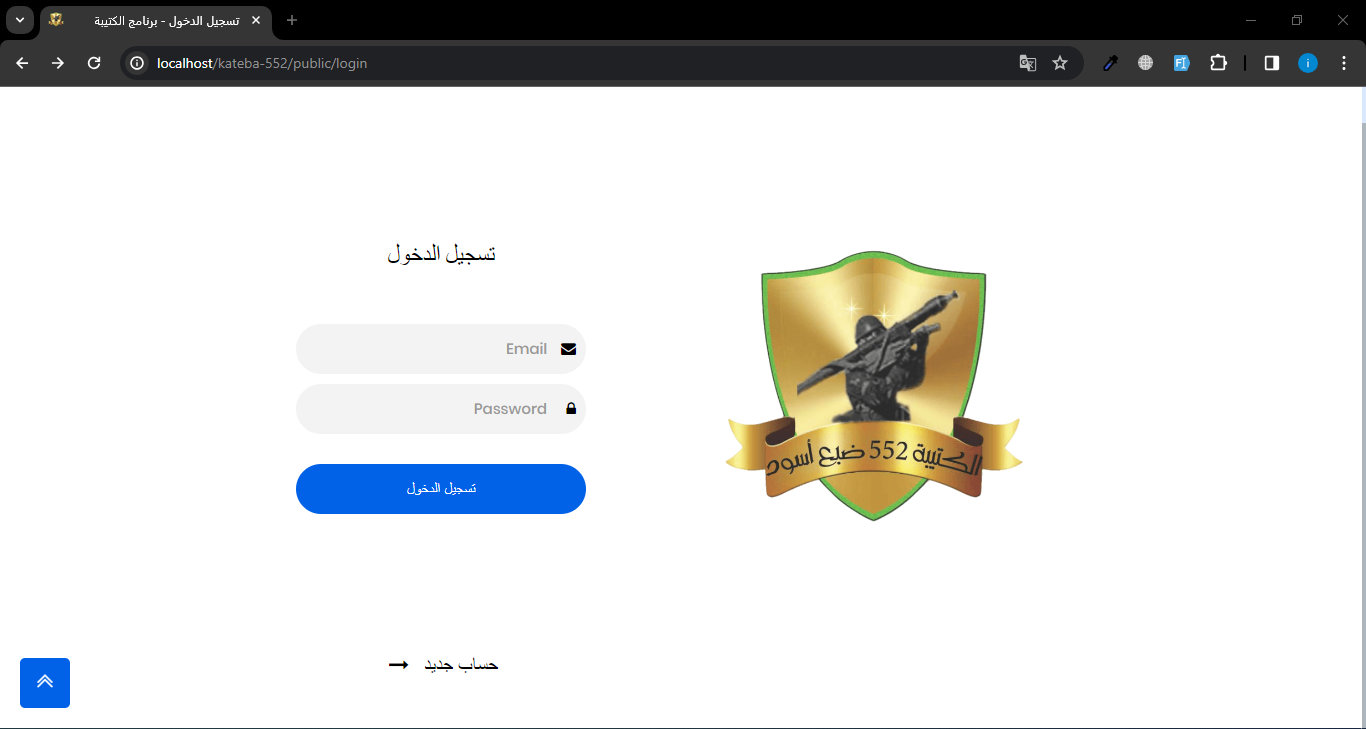 تسجيل الدخول - برنامج الكتيبة
localhost/kateba-552/public/login
تسجيل الدخول
Email
Password
تسجيل الدخول
الكتيبة 552 ضبع أسود
حساب جديد